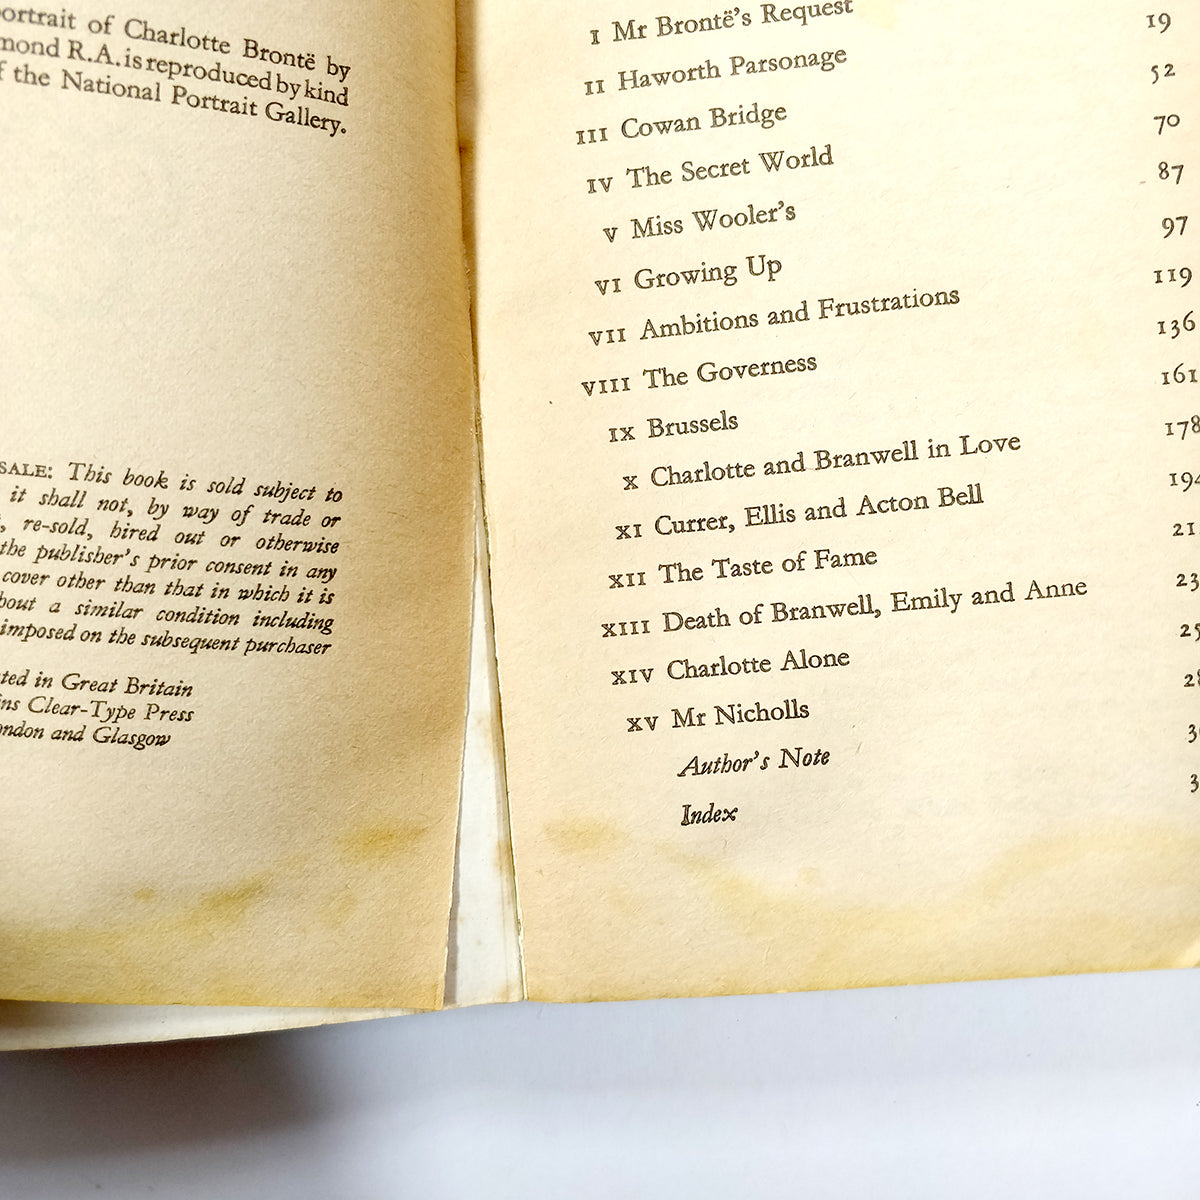 ortrait of Charlotte Brontë by
mond R.A. is reproduced by kind
f the National Portrait Gallery.
SALE: This book is sold subject to
it shall not, by way of trade or
, re-sold, hired out or otherwise
the publisher's prior consent in any
cover other than that in which it is
hout a similar condition including
imposed on the subsequent purchaser
ted in Great Britain
ins Clear-Type Press
ondon and Glasgow
I Mr Brontë's Request
II Haworth Parsonage 19
III Cowan Bridge 52
IV The Secret World 70
V Miss Wooler's 87
VI Growing Up 97
VII Ambitions and Frustrations 119
VIII The Governess 136
IX Brussels 161
X Charlotte and Branwell in Love 178
XI Currer, Ellis and Acton Bell 194
XII The Taste of Fame 21
XIII Death of Branwell, Emily and Anne 23
XIV Charlotte Alone 25
XV Mr Nicholls 28
Author's Note 3
Index 3